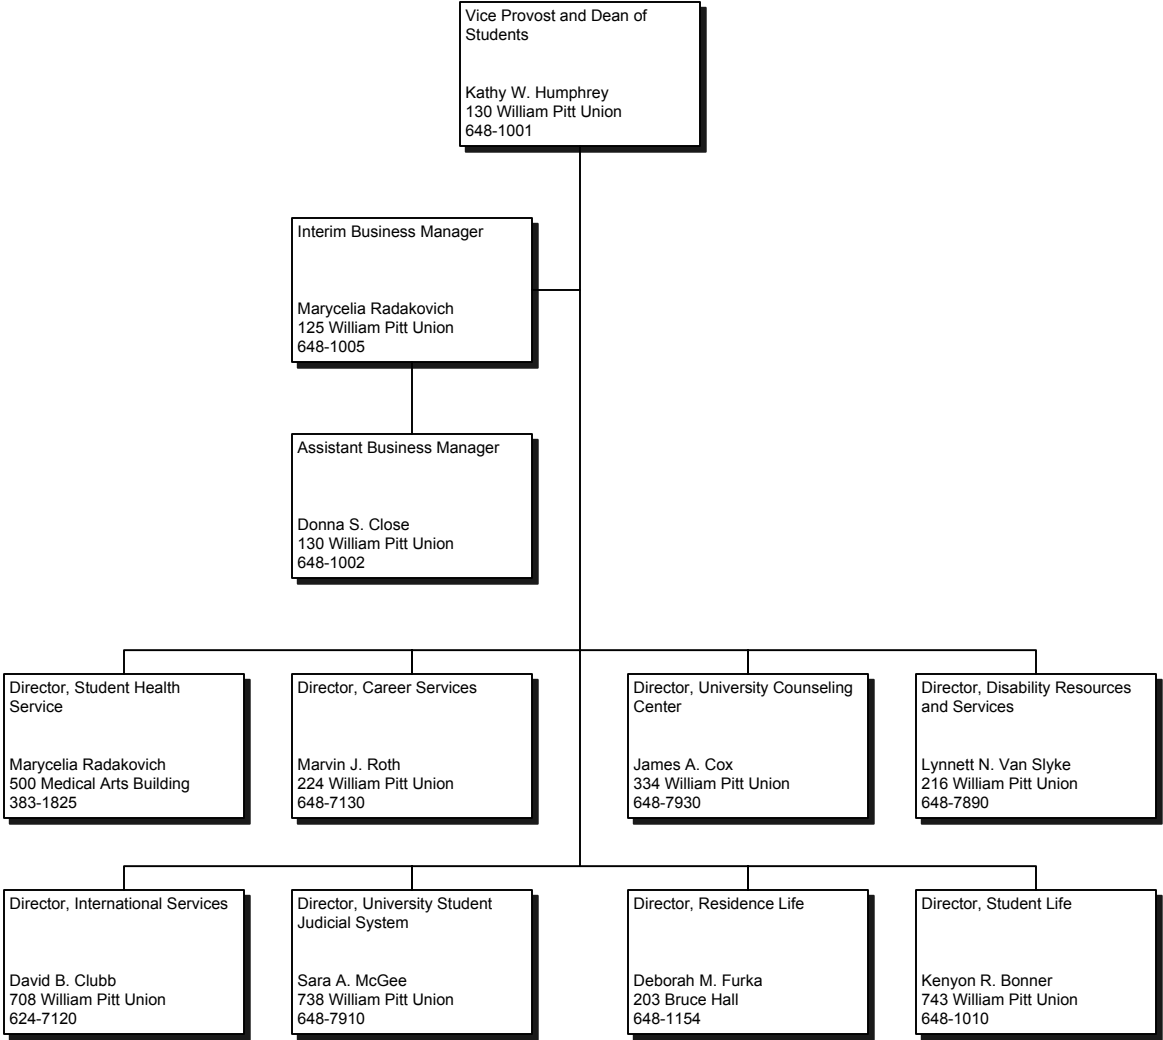 Vice Provost and Dean of
Students
Kathy W. Humphrey
130 William Pitt Union
648-1001
Interim Business Manager
Marycelia Radakovich
125 William Pitt Union
648-1005
Assistant Business Manager
Donna S. Close
130 William Pitt Union
648-1002
Director, Student Health
Service
Marycelia Radakovich
500 Medical Arts Building
383-1825
Director, Career Services
Marvin J. Roth
224 William Pitt Union
648-7130
Director, University Counseling
Center
James A. Cox
334 William Pitt Union
648-7930
Director, Disability Resources
and Services
Lynnett N. Van Slyke
216 William Pitt Union
648-7890
Director, International Services
David B. Clubb
708 William Pitt Union
624-7120
Director, University Student
Judicial System
Sara A. McGee
738 William Pitt Union
648-7910
Director, Residence Life
Deborah M. Furka
203 Bruce Hall
648-1154
Director, Student Life
Kenyon R. Bonner
743 William Pitt Union
648-1010